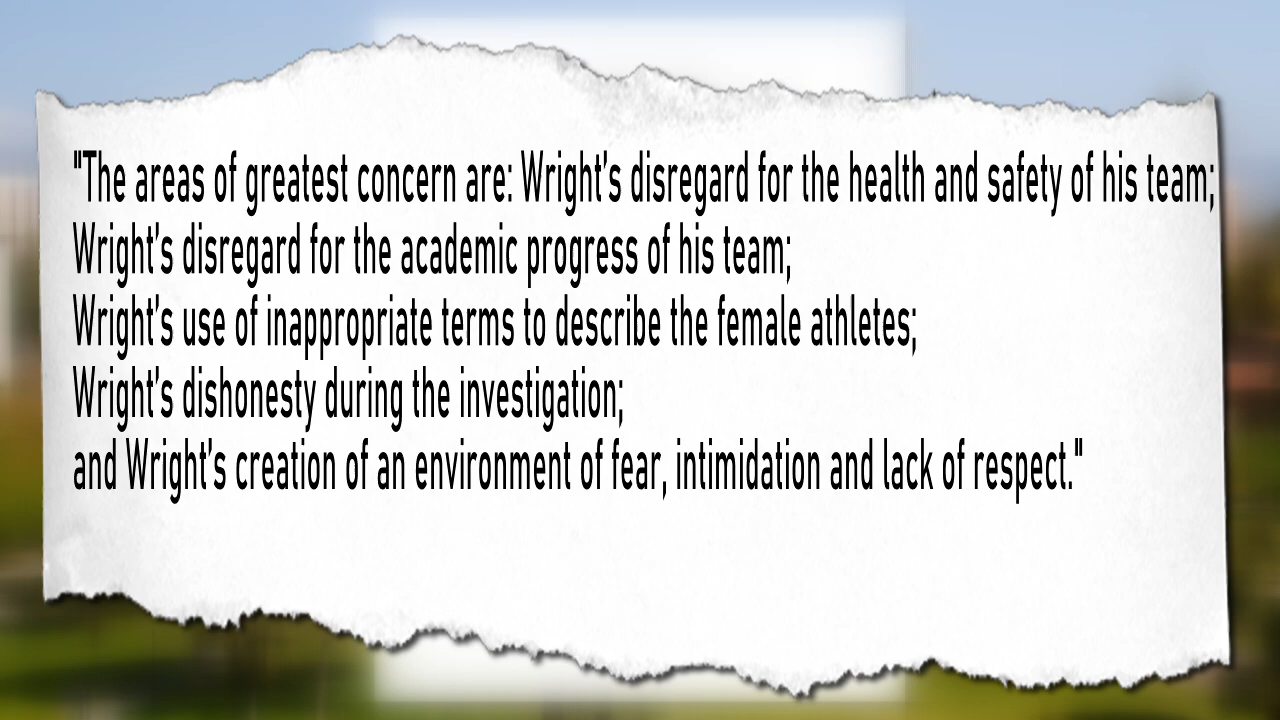 "The areas of greatest concern are: Wright's disregard for the health and safety of his team;
Wright's disregard for the academic progress of his team;
Wright's use of inappropriate terms to describe the female athletes;
Wright's dishonesty during the investigation;
and Wright's creation of an environment of fear, intimidation and lack of respect."